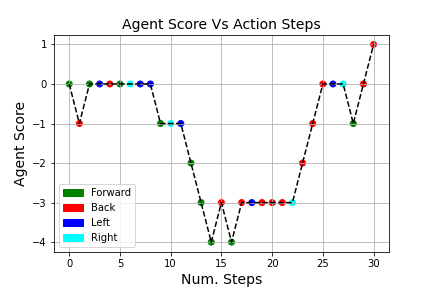 Agent Score Vs Action Steps
1
0
−1
−2
−3
−4
Agent Score
Forward
Back
Left
Right
0 5 10 15 20 25 30
Num. Steps